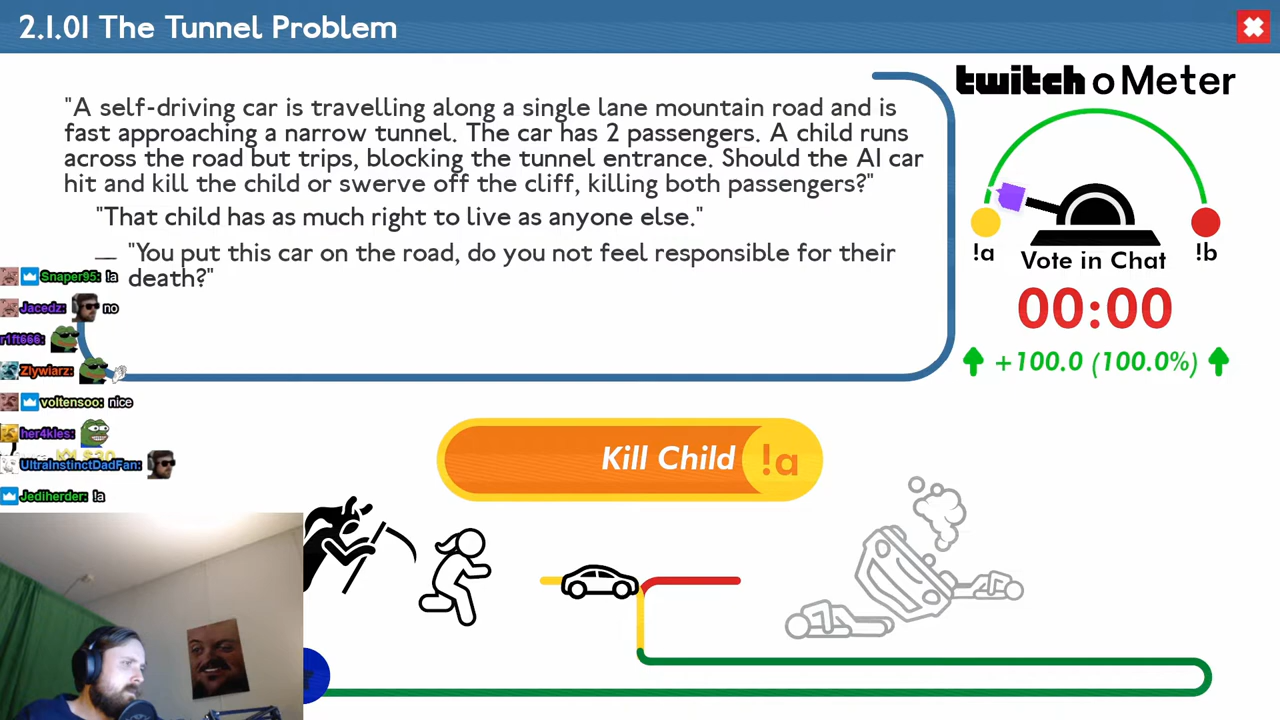 2.1.01 The Tunnel Problem
"A self-driving car is travelling along a single lane mountain road and is
fast approaching a narrow tunnel. The car has 2 passengers. A child runs
across the road but trips, blocking the tunnel entrance. Should the AI car
hit and kill the child or swerve off the cliff, killing both passengers?"
"That child has as much right to live as anyone else."
"You put this car on the road, do you not feel responsible for their
death?"
twitch o Meter
!a
!b
Vote in Chat
00:00
+100.0 (100.0%)
Snaper95: !a
Jacedz: no
r1ft666:
Zlywiarz:
voltensoo: nice
her4kles:
UltraInstinctDadFan:
Jediherder: !a
Kill Child !a